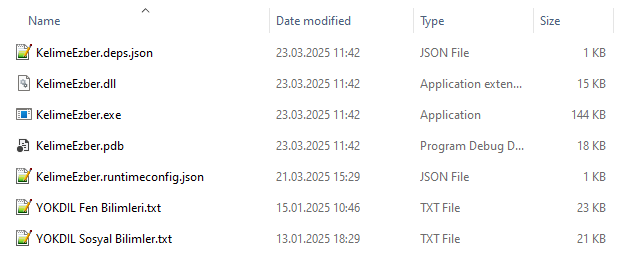 Name Date modified Type Size
KelimeEzber.deps.json 23.03.2025 11:42 JSON File 1 KB
KelimeEzber.dll 23.03.2025 11:42 Application exten... 15 KB
KelimeEzber.exe 23.03.2025 11:42 Application 144 KB
KelimeEzber.pdb 23.03.2025 11:42 Program Debug D... 18 KB
KelimeEzber.runtimeconfig.json 21.03.2025 15:29 JSON File 1 KB
YOKDIL Fen Bilimleri.txt 15.01.2025 10:46 TXT File 23 KB
YOKDIL Sosyal Bilimler.txt 13.01.2025 18:29 TXT File 21 KB